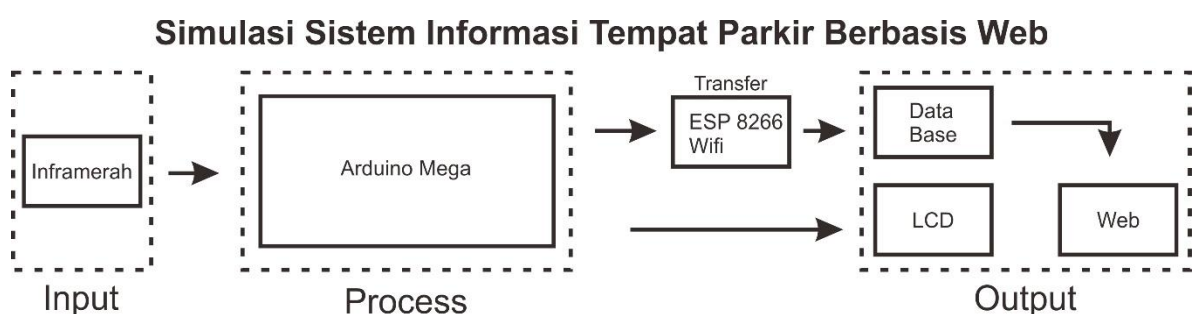 Simulasi Sistem Informasi Tempat Parkir Berbasis Web
Inframerah
Input
Arduino Mega
Process
Transfer
ESP 8266
Wifi
Data
Base
LCD
Web
Output